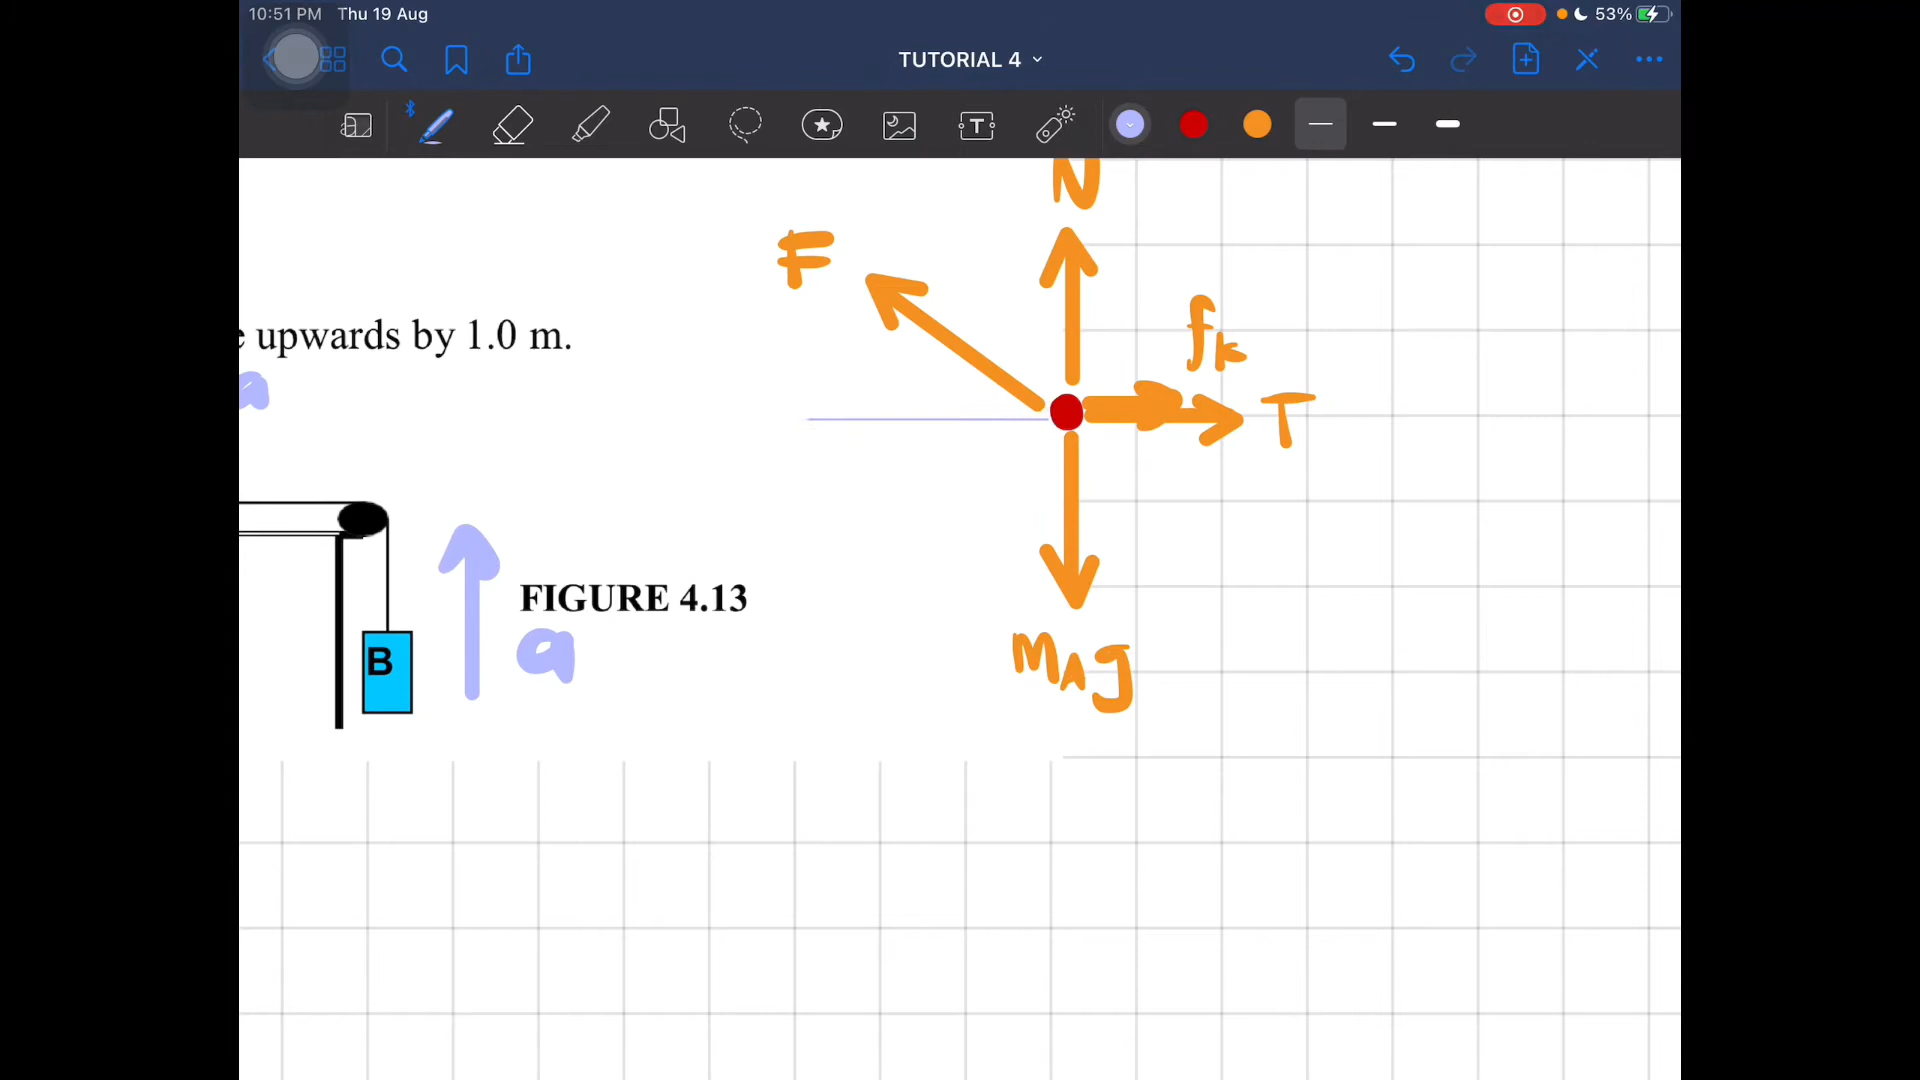 10:51 PM Thu 19 Aug
53%
TUTORIAL 4
T
N
F
upwards by 1.0 m.
fk
a
T
FIGURE 4.13
B
a
mAg